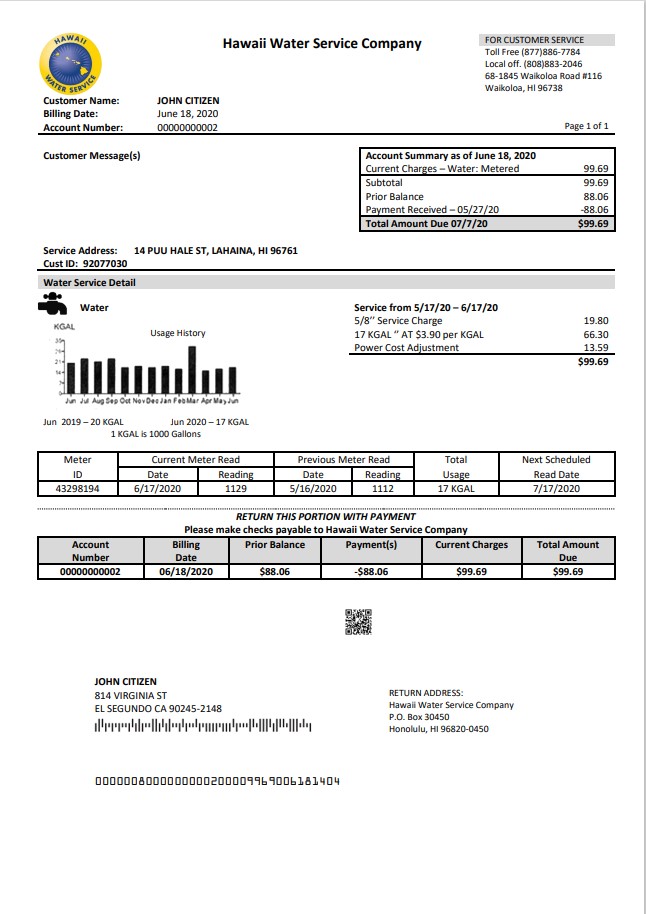 HAWAII
WATER SERVICE
Hawaii Water Service Company
FOR CUSTOMER SERVICE
Toll Free (877)886-7784
Local off. (808)883-2046
68-1845 Waikoloa Road #116
Waikoloa, HI 96738
Customer Name: JOHN CITIZEN
Billing Date: June 18, 2020
Account Number: 00000000002
Page 1 of 1
Customer Message(s)
Account Summary as of June 18, 2020
Current Charges – Water: Metered 99.69
Subtotal 99.69
Prior Balance 88.06
Payment Received – 05/27/20 -88.06
Total Amount Due 07/7/20 $99.69
Service Address: 14 PUU HALE ST, LAHAINA, HI 96761
Cust ID: 92077030
Water Service Detail
Water
KGAL
Usage History
35
28
21
14
7
0
Jun Jul Aug Sep Oct Nov Dec Jan Feb Mar Apr May Jun
Jun 2019 – 20 KGAL Jun 2020 – 17 KGAL
1 KGAL is 1000 Gallons
Service from 5/17/20 – 6/17/20
5/8’’ Service Charge 19.80
17 KGAL ‘’ AT $3.90 per KGAL 66.30
Power Cost Adjustment 13.59
$99.69
Meter Current Meter Read Previous Meter Read Total Next Scheduled
ID Date Reading Date Reading Usage Read Date
43298194 6/17/2020 1129 5/16/2020 1112 17 KGAL 7/17/2020
RETURN THIS PORTION WITH PAYMENT
Please make checks payable to Hawaii Water Service Company
Account Billing Prior Balance Payment(s) Current Charges Total Amount
Number Date Due
00000000002 06/18/2020 $88.06 -$88.06 $99.69 $99.69
JOHN CITIZEN
814 VIRGINIA ST
EL SEGUNDO CA 90245-2148
RETURN ADDRESS:
Hawaii Water Service Company
P.O. Box 30450
Honolulu, HI 96820-0450
00000080000000000200009969006181404